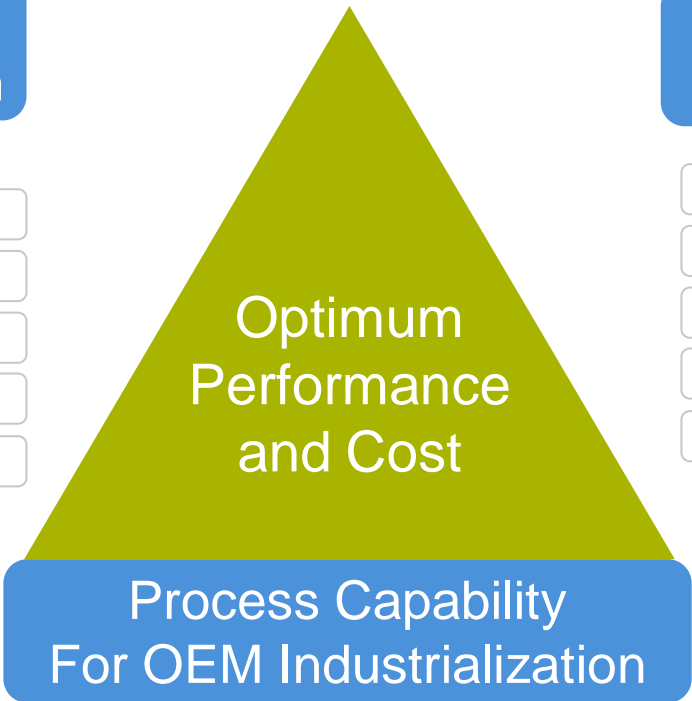 Optimum
Performance
and Cost
Process Capability
For OEM Industrialization